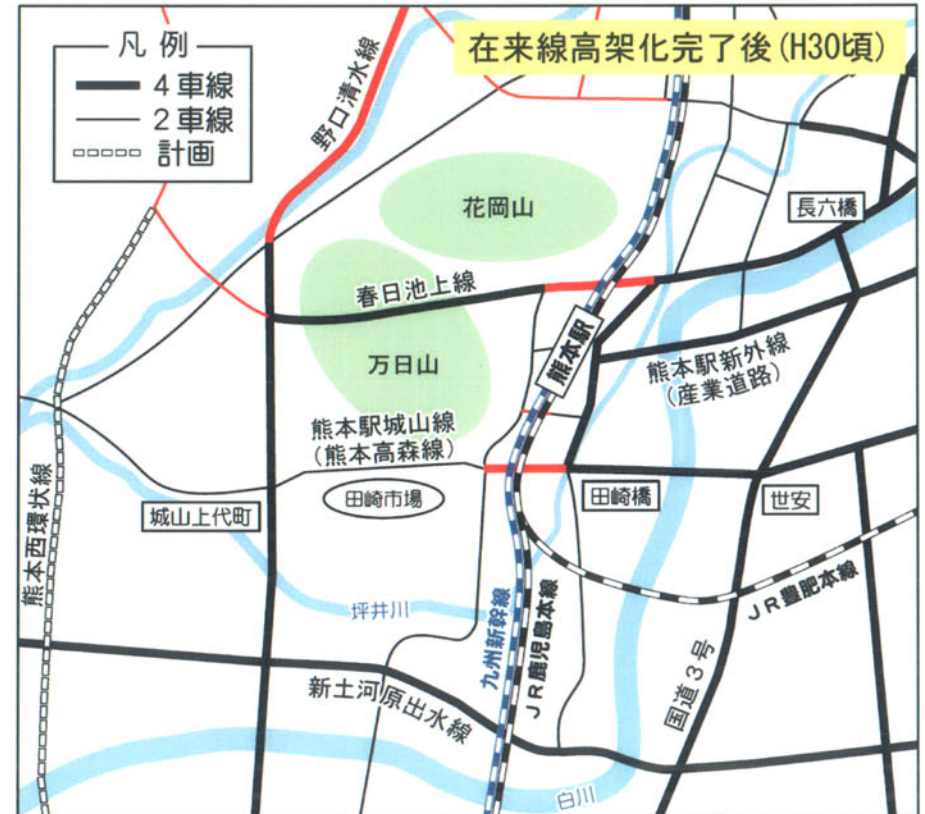 在来線高架化完了後(H30頃)
凡例
4車線
2車線
計画
野口清水線
花岡山
長六橋
春日池上線
熊本駅
万日山
熊本駅新外線
(産業道路)
熊本駅城山線
(熊本高森線)
田崎市場
田崎橋
世安
城山上代町
熊本西環状線
坪井川
九州新幹線
JR鹿児島本線
JR豊肥本線
国道3号
新土河原出水線
白川